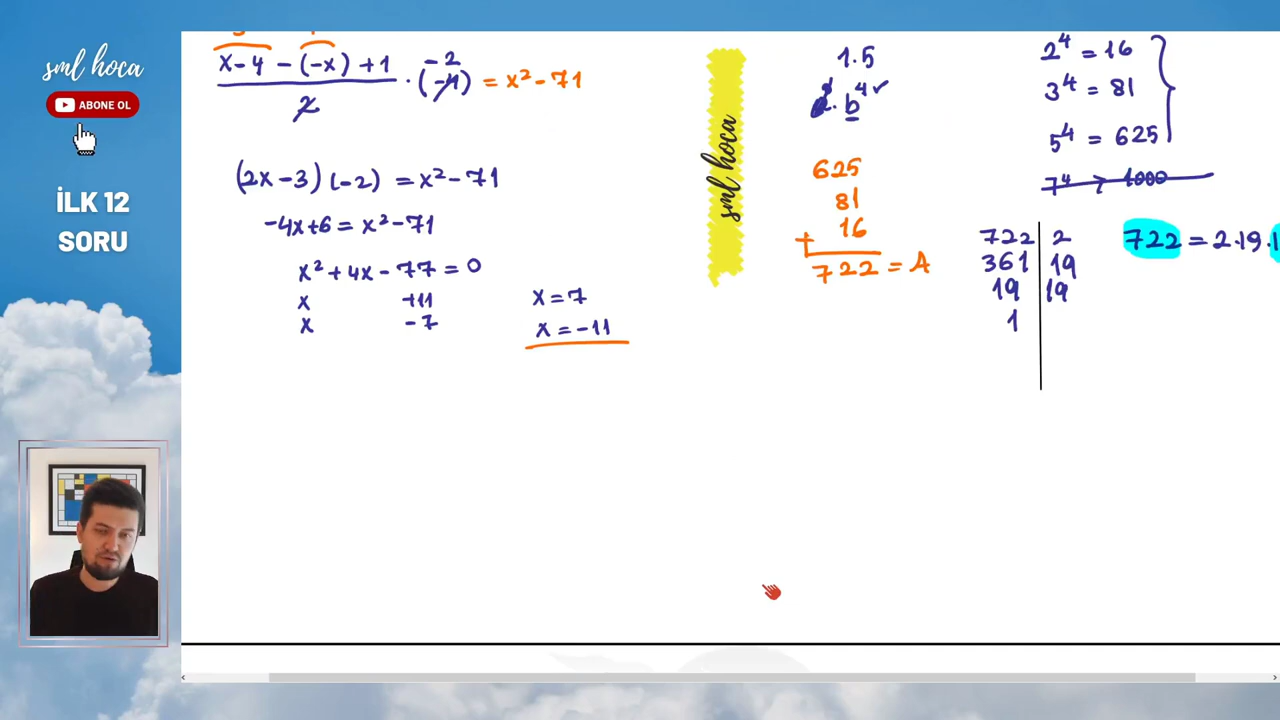 sml hoca
ABONE OL
İLK 12
SORU
x-4 - (-x) +1 / 2 · (-4) -2 = x² - 71
(2x-3)(-2) = x² - 71
-4x+6 = x² - 71
x² + 4x - 77 = 0
x +11
x -7
x = 7
x = -11
sml hoca
1.5
b⁴
625
81
16
+
722 = A
2⁴ = 16
3⁴ = 81
5⁴ = 625
7⁴ > 1000
722 2
361 19
19 19
1
722 = 2.19.1